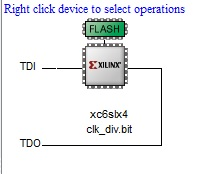 Right click device to select operations
FLASH
TDI
XILINX
xc6slx4
clk_div.bit
TDO